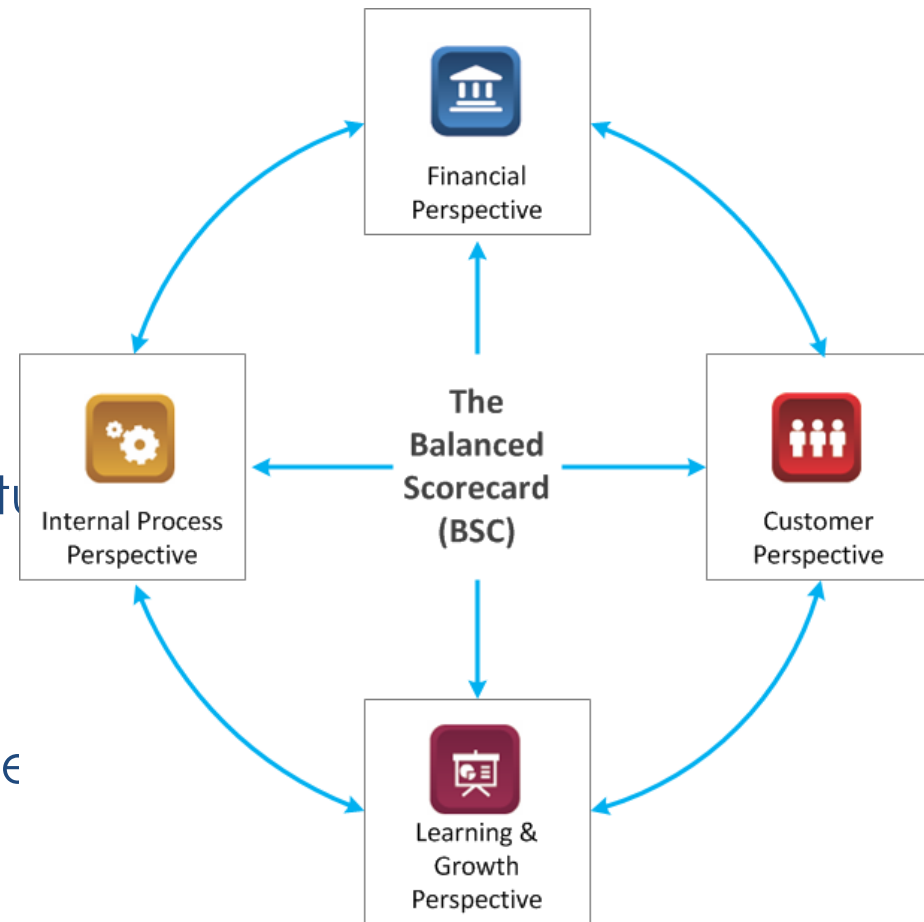 Financial
Perspective
The
Balanced
Scorecard
(BSC)
Internal Process
Perspective
Customer
Perspective
Learning &
Growth
Perspective